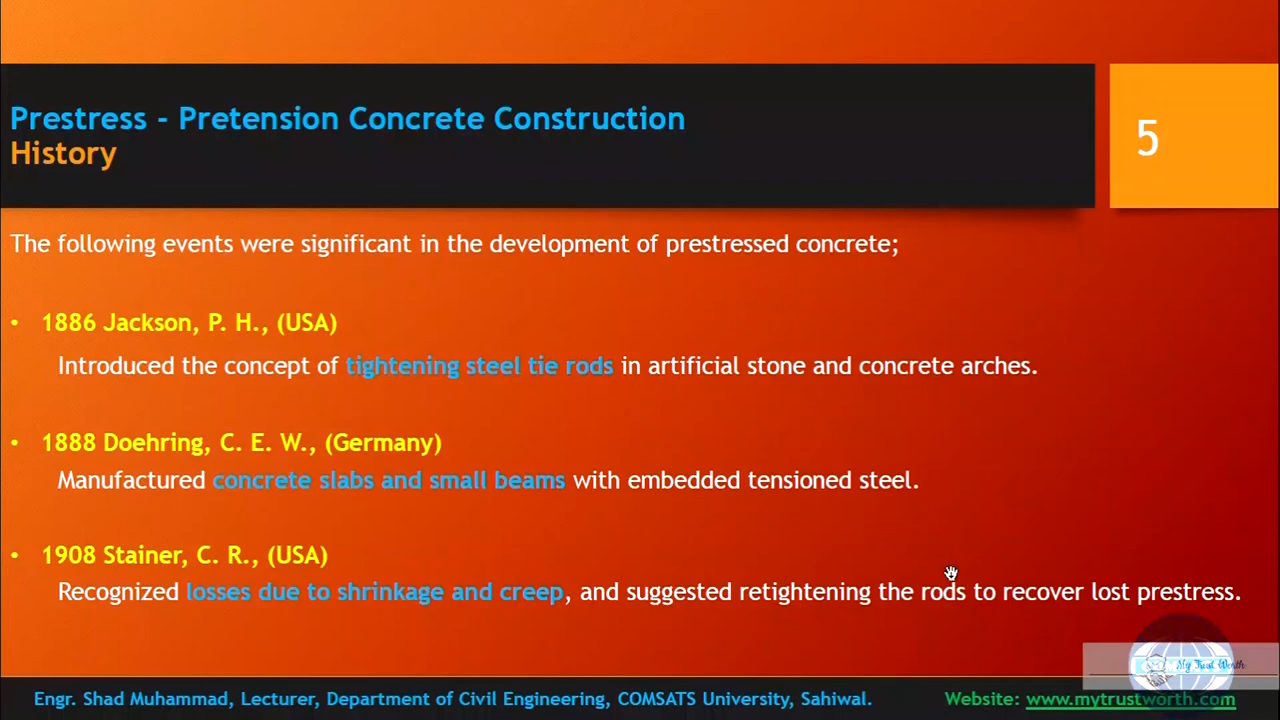 Prestress - Pretension Concrete Construction
History
5
The following events were significant in the development of prestressed concrete;
• 1886 Jackson, P. H., (USA)
Introduced the concept of tightening steel tie rods in artificial stone and concrete arches.
• 1888 Doehring, C. E. W., (Germany)
Manufactured concrete slabs and small beams with embedded tensioned steel.
• 1908 Stainer, C. R., (USA)
Recognized losses due to shrinkage and creep, and suggested retightening the rods to recover lost prestress.
My Trust Worth
Engr. Shad Muhammad, Lecturer, Department of Civil Engineering, COMSATS University, Sahiwal.
Website: www.mytrustworth.com